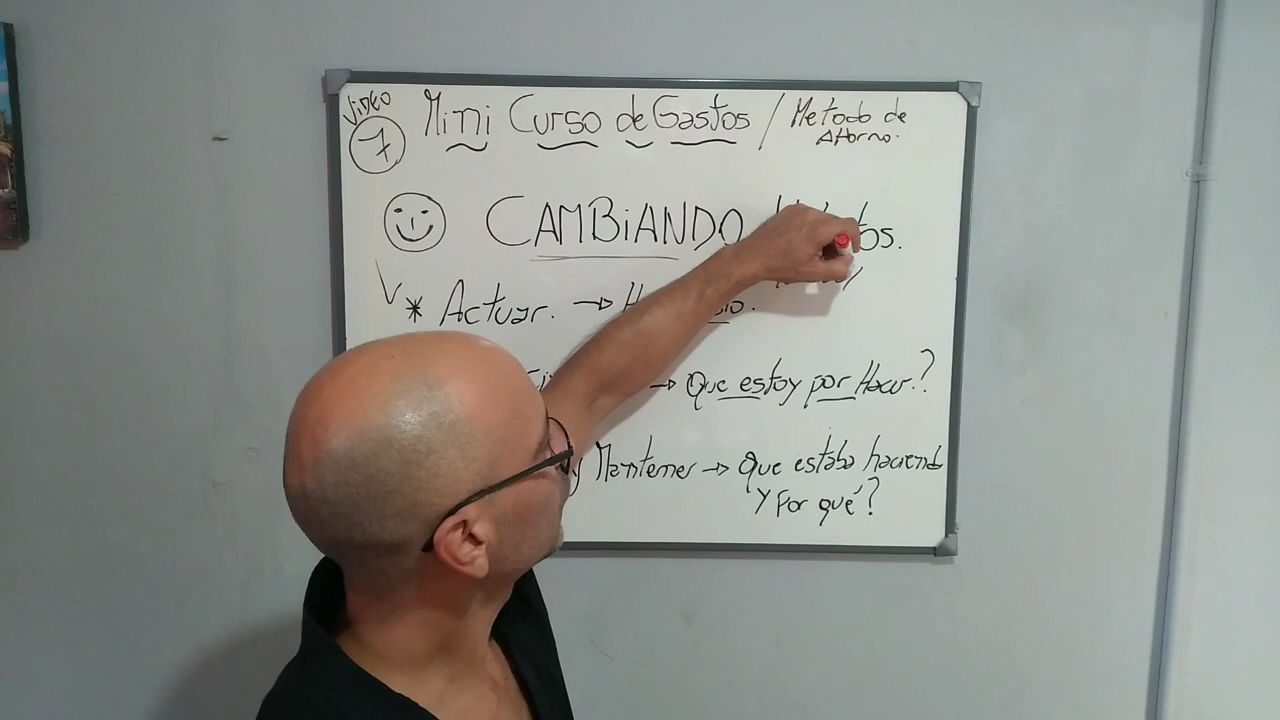 VIDEO
7
Mini Curso de Gastos / Metodo de
Ahorro.
CAMBiANDO
* Actuar. →
→ Que estoy por Hacer.?
y Mantener → Que estaba haciendo
Y Por qué?